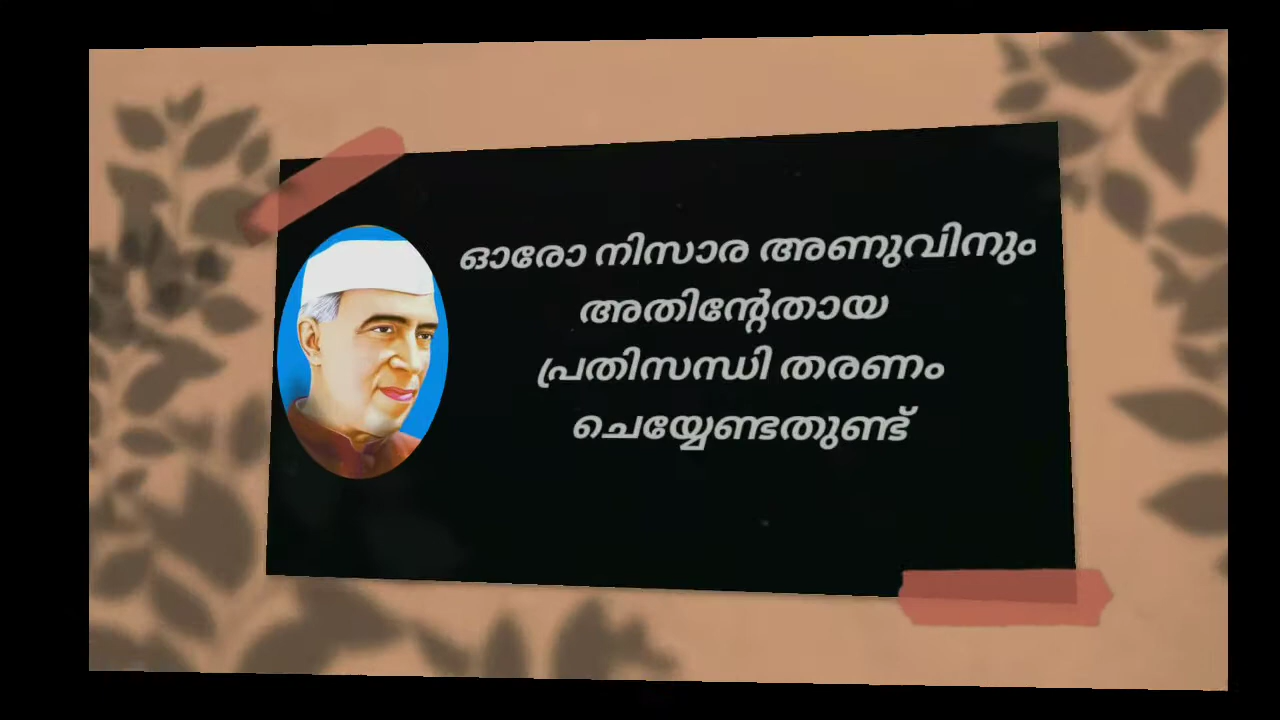 ഓരോ നിസാര അണുവിനും
അതിന്റേതായ
പ്രതിസന്ധി തരണം
ചെയ്യേണ്ടതുണ്ട്